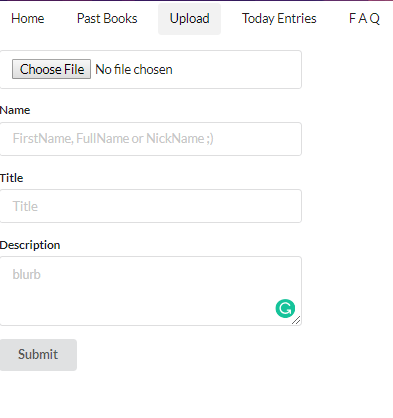 Home Past Books Upload Today Entries F A Q
Choose File No file chosen
Name
FirstName, FullName or NickName ;)
Title
Title
Description
blurb
Submit